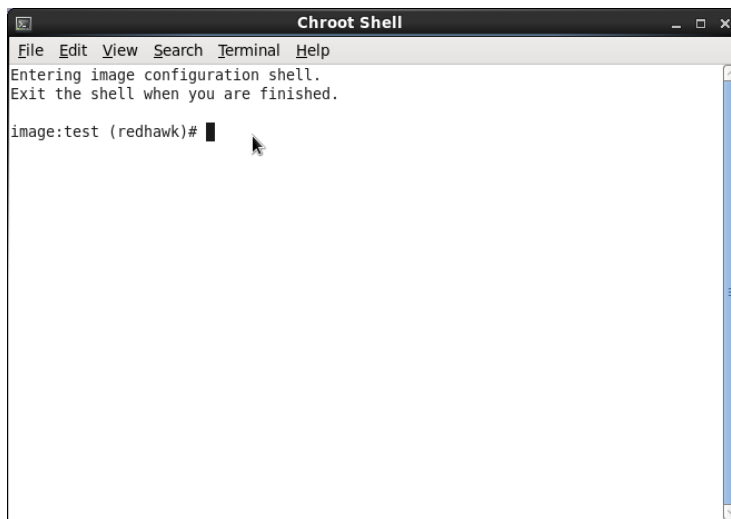 Chroot Shell
File Edit View Search Terminal Help
Entering image configuration shell.
Exit the shell when you are finished.
image:test (redhawk)#